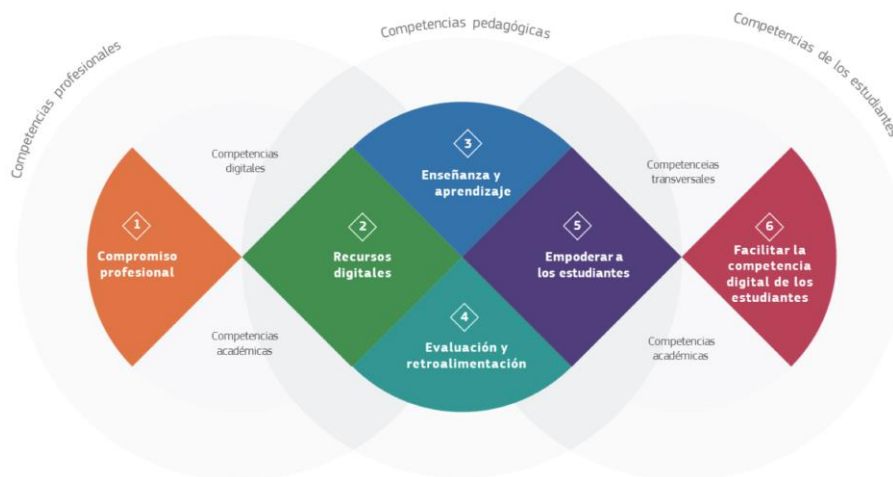 Competencias profesionales
Competencias pedagógicas
Competencias de los estudiantes
Competencias
digitales
Competencias
académicas
1
Compromiso
profesional
2
Recursos
digitales
3
Enseñanza y
aprendizaje
4
Evaluación y
retroalimentación
5
Empoderar a
los estudiantes
Competenceias
transversales
Competencias
académicas
6
Facilitar la
competencia
digital de los
estudiantes